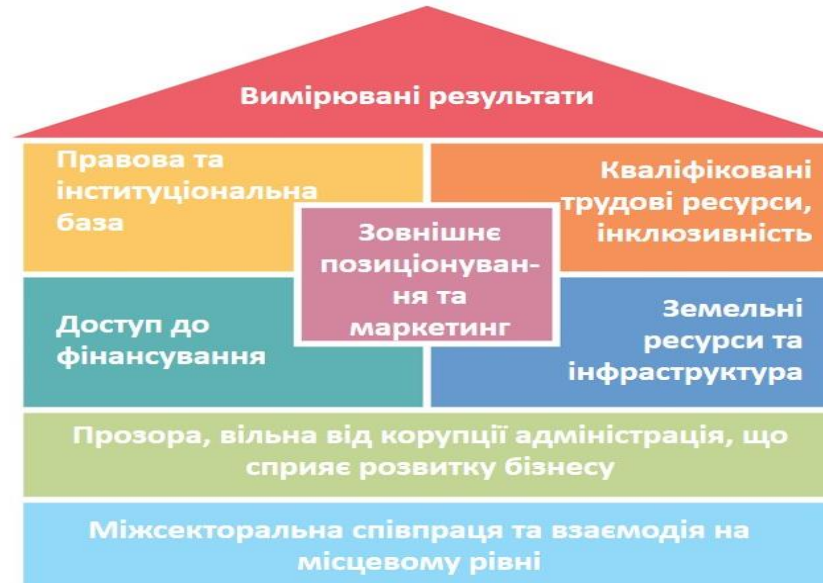 Вимірювані результати
Правова та
інституціональна
база
Кваліфіковані
трудові ресурси,
інклюзивність
Зовнішнє
позиціонуван-
ня та
маркетинг
Доступ до
фінансування
Земельні
ресурси та
інфраструктура
Прозора, вільна від корупції адміністрація, що
сприяє розвитку бізнесу
Міжсекторальна співпраця та взаємодія на
місцевому рівні